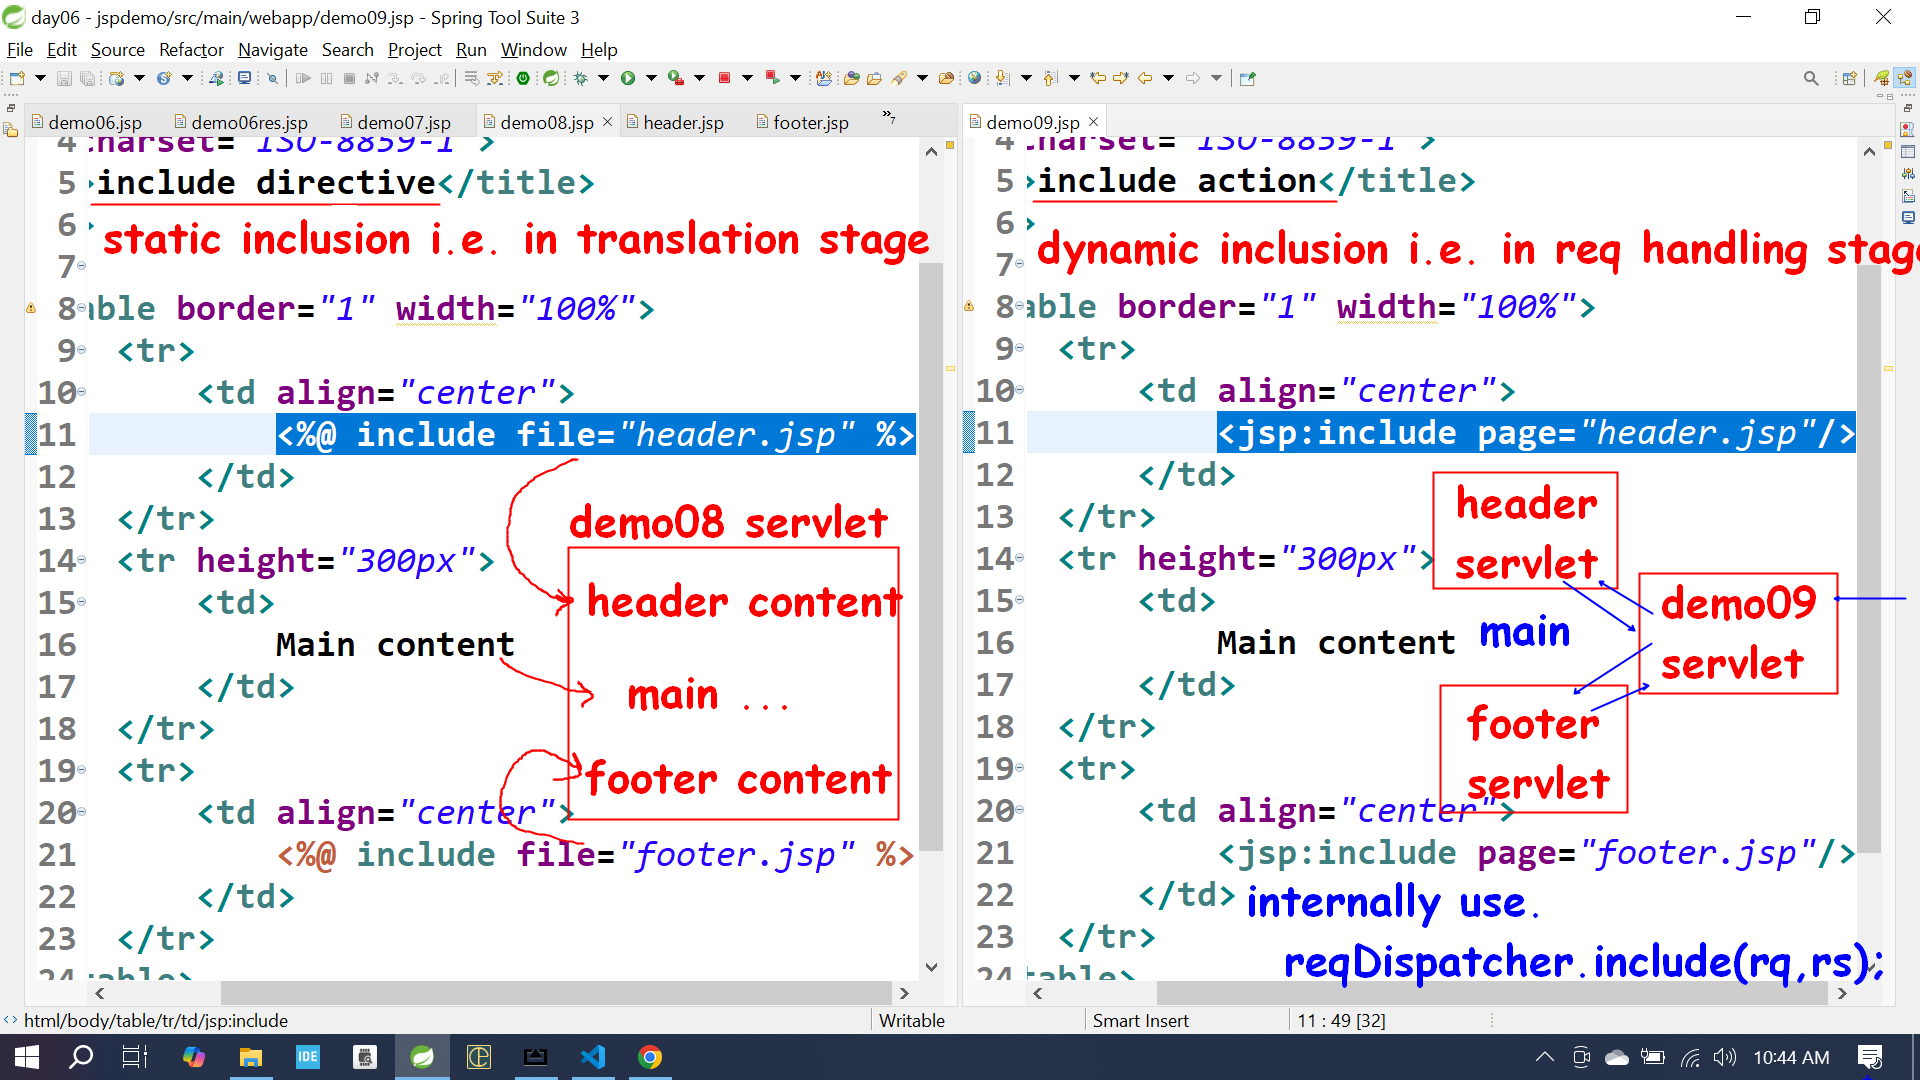 day06 - jspdemo/src/main/webapp/demo09.jsp - Spring Tool Suite 3
File Edit Source Refactor Navigate Search Project Run Window Help
demo06.jsp demo06res.jsp demo07.jsp demo08.jsp header.jsp footer.jsp »7
4 charset="ISO-8859-1">
5 >include directive</title>
6 >
static inclusion i.e. in translation stage
7
8 able border="1" width="100%">
9 <tr>
10 <td align="center">
11 <%@ include file="header.jsp" %>
12 </td>
13 </tr>
14 <tr height="300px">
15 <td>
16 Main content
17 </td>
18 </tr>
19 <tr>
20 <td align="center">
21 <%@ include file="footer.jsp" %>
22 </td>
23 </tr>
24 table>
demo08 servlet
header content
main ...
footer content
demo09.jsp
4 charset="ISO-8859-1">
5 >include action</title>
6 >
dynamic inclusion i.e. in req handling stage
7
8 able border="1" width="100%">
9 <tr>
10 <td align="center">
11 <jsp:include page="header.jsp"/>
12 </td>
13 </tr>
14 <tr height="300px">
15 <td>
16 Main content
17 </td>
18 </tr>
19 <tr>
20 <td align="center">
21 <jsp:include page="footer.jsp"/>
22 </td>
23 </tr>
24 table>
header
servlet
main
demo09
servlet
footer
servlet
internally use.
reqDispatcher.include(rq,rs);
html/body/table/tr/td/jsp:include Writable Smart Insert 11 : 49 [32]
IDE
10:44 AM